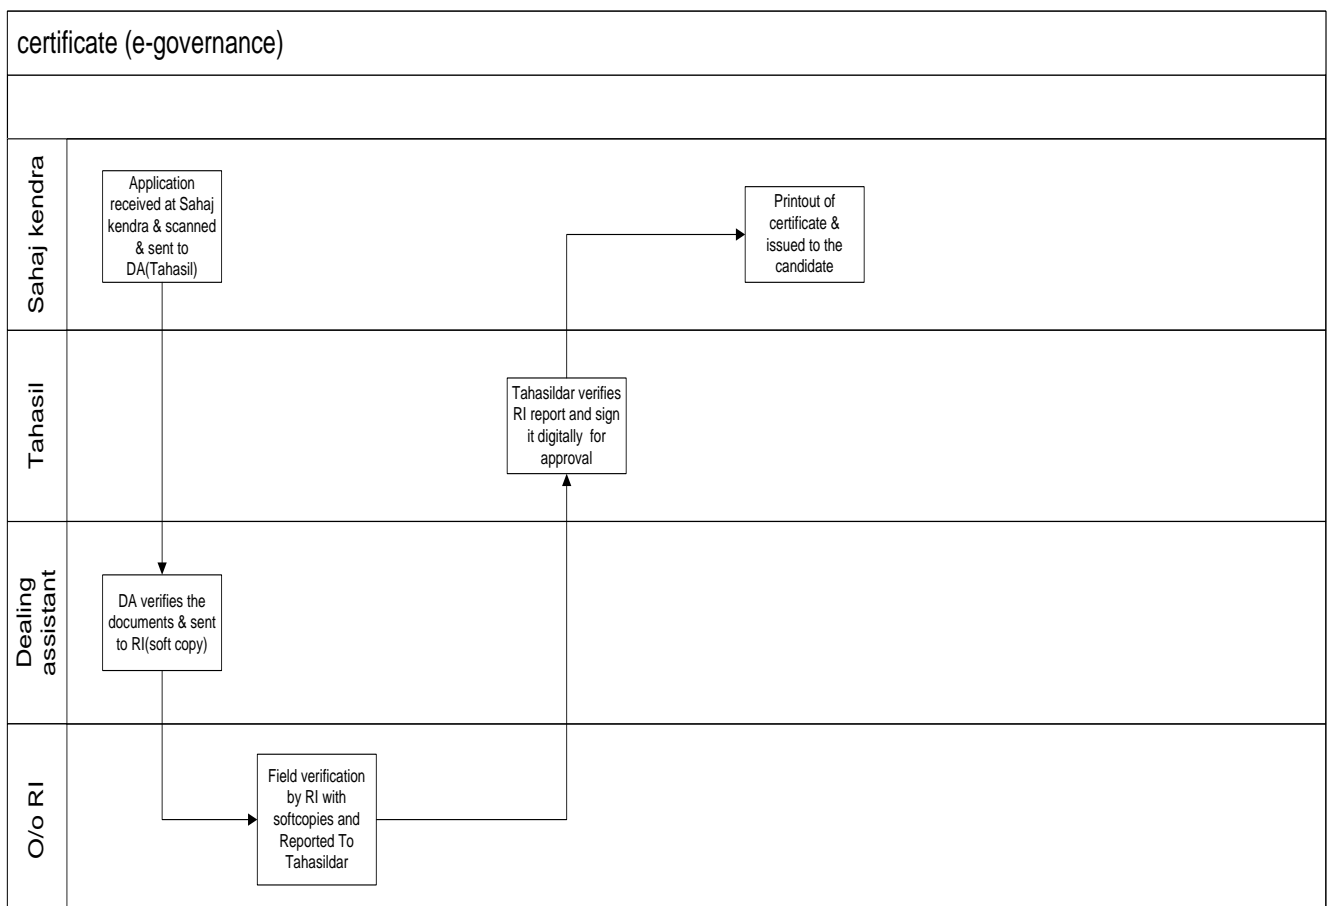 certificate (e-governance)
Sahaj kendra
Application
received at Sahaj
kendra & scanned
& sent to
DA(Tahasil)
Printout of
certificate &
issued to the
candidate
Tahasil
Tahasildar verifies
RI report and sign
it digitally for
approval
Dealing
assistant
DA verifies the
documents & sent
to RI(soft copy)
O/o RI
Field verification
by RI with
softcopies and
Reported To
Tahasildar